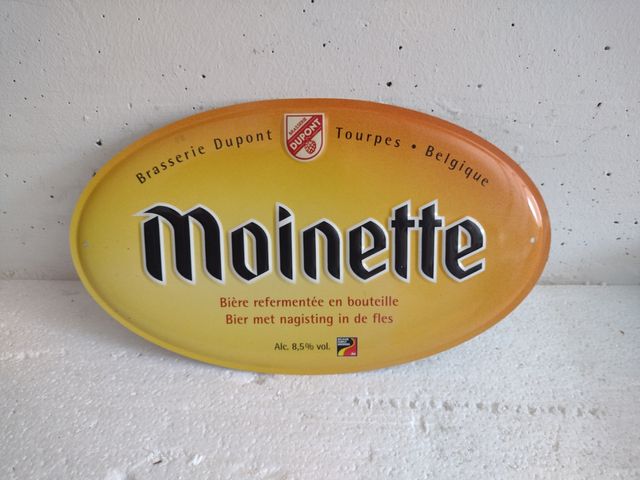 Brasserie Dupont Tourpes • Belgique
BRASSERIE
DUPONT
Moinette
Bière refermentée en bouteille
Bier met nagisting in de fles
Alc. 8,5% vol.